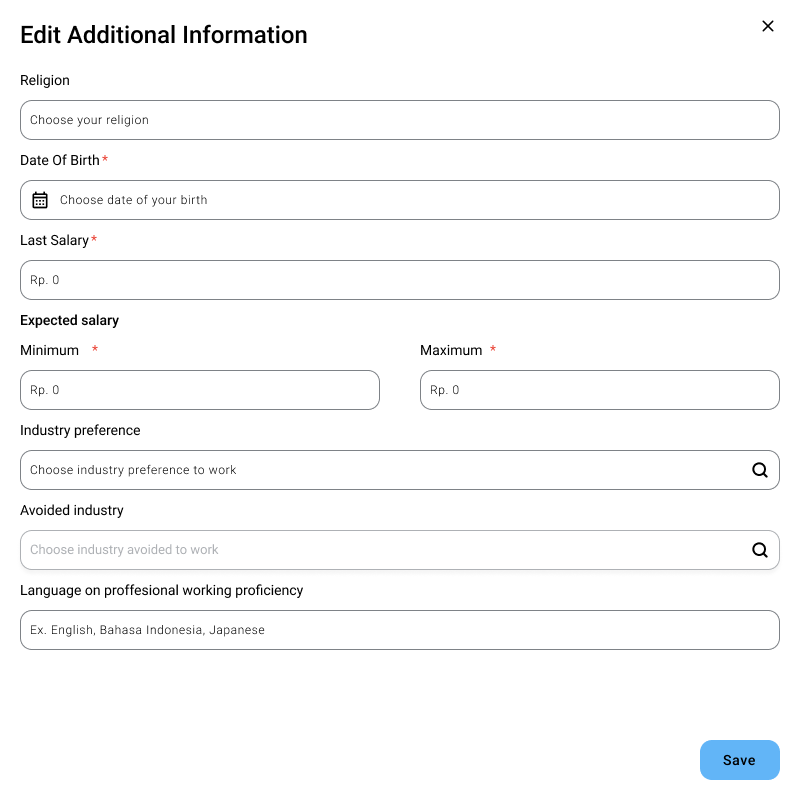 Edit Additional Information
Religion
Choose your religion
Date Of Birth*
Choose date of your birth
Last Salary*
Rp. 0
Expected salary
Minimum *
Maximum *
Rp. 0
Rp. 0
Industry preference
Choose industry preference to work
Avoided industry
Choose industry avoided to work
Language on proffesional working proficiency
Ex. English, Bahasa Indonesia, Japanese
Save